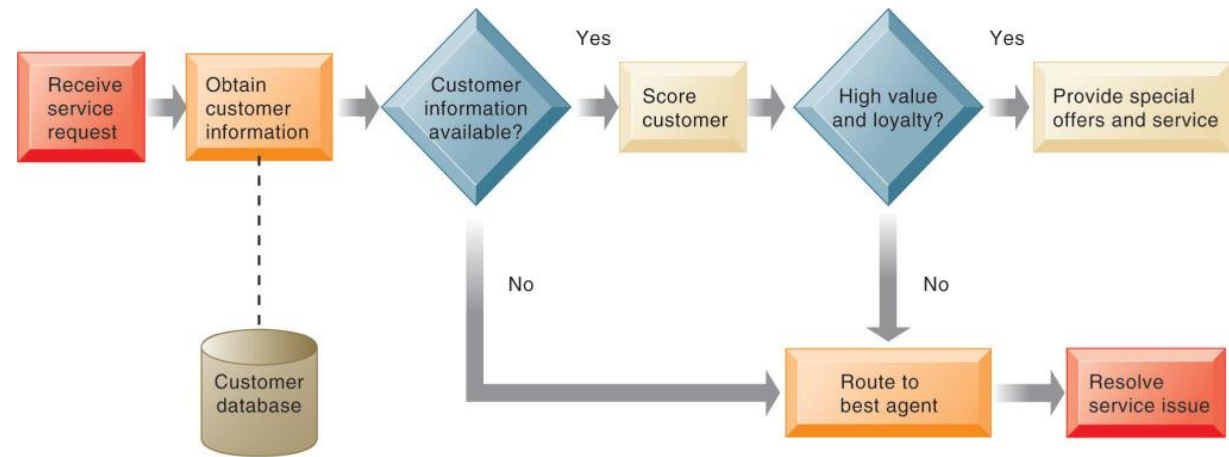 Receive
service
request
Obtain
customer
information
Customer
information
available?
Yes
Score
customer
High value
and loyalty?
Yes
Provide special
offers and service
No
No
Customer
database
Route to
best agent
Resolve
service issue